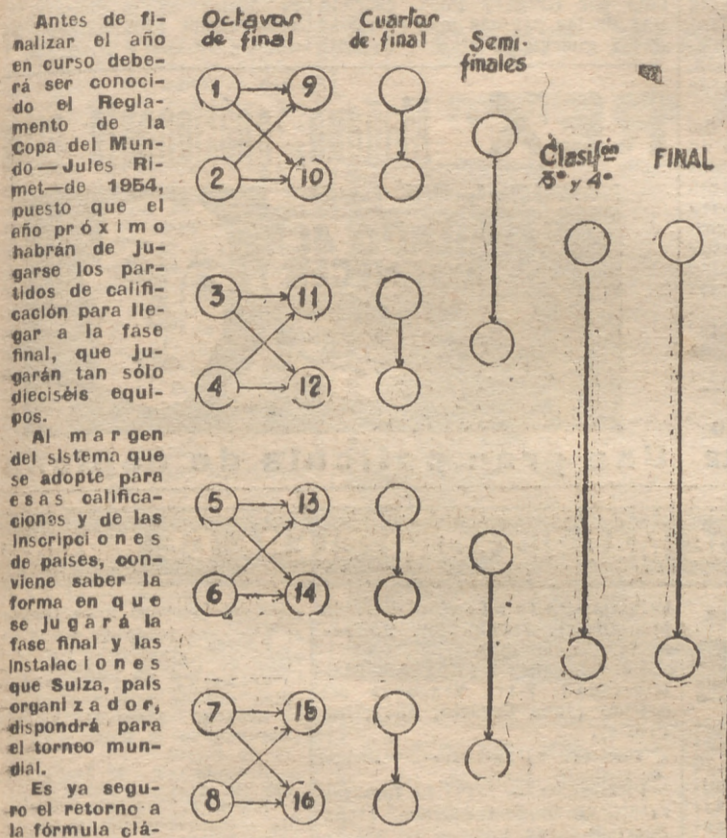 Antes de fi-
nalizar el año
en curso debe-
rá ser conoci-
do el Regla-
mento de la
Copa del Mun-
do—Jules Ri-
met—de 1954,
puesto que el
año próximo
habrán de ju-
garse los par-
tidos de califi-
cación para lle-
gar a la fase
final, que ju-
garán tan sólo
dieciséis equi-
pos.
Al margen
del sistema que
se adopte para
esas califica-
ciones y de las
inscripciones
de países, con-
viene saber la
forma en que
se jugará la
fase final y las
instalaciones
que Suiza, país
organizador,
dispondrá para
el torneo mun-
dial.
Es ya segu-
ro el retorno a
la fórmula clá-
Octavos
de final
Cuartos
de final
Semi-
finales
Clasifón
3º y 4º
FINAL
1 9
2 10
3 11
4 12
5 13
6 14
7 15
8 16